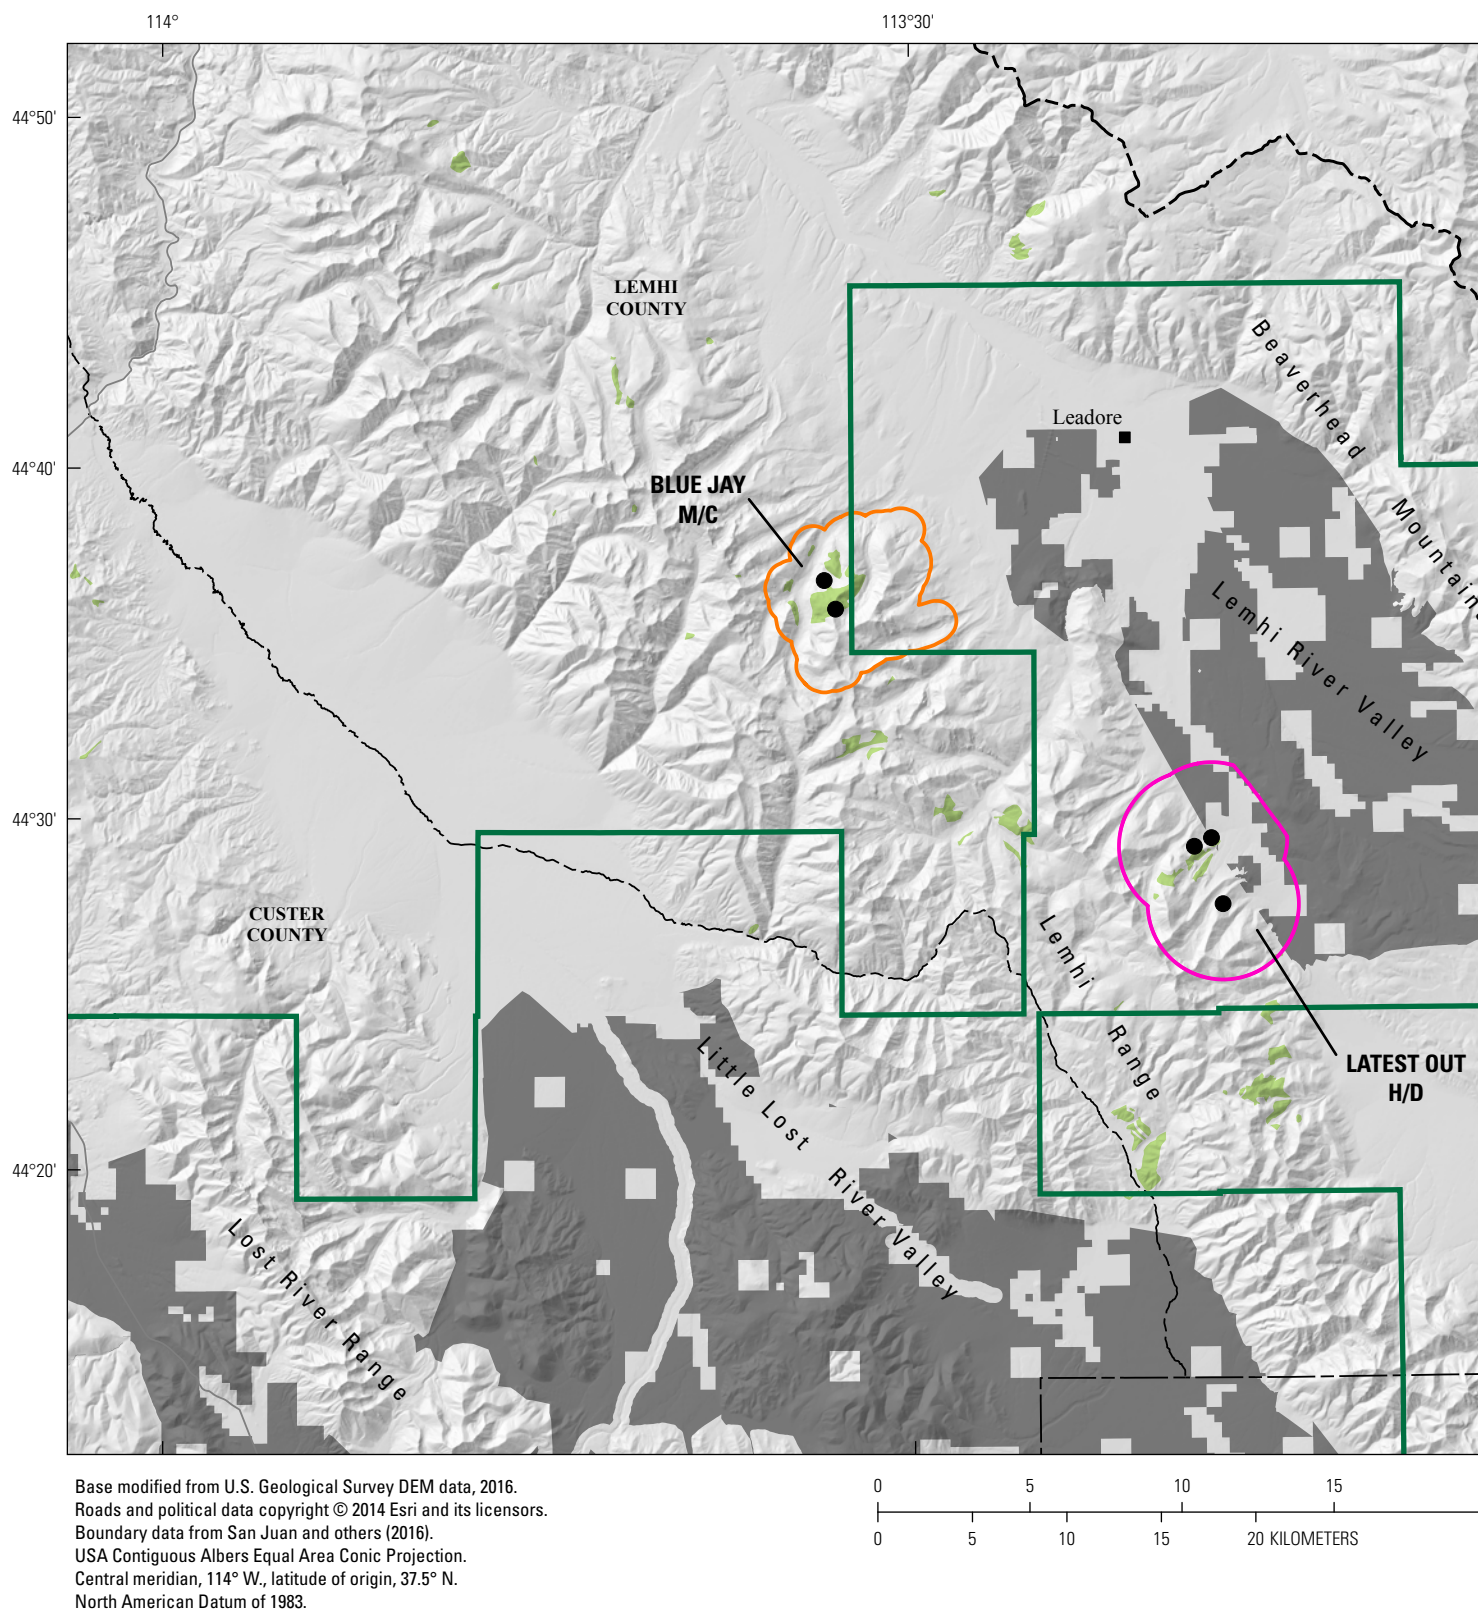 114°
113°30'
44°50'
LEMHI
COUNTY
Beaverhead
Mountains
Leadore
44°40'
BLUE JAY
M/C
Lemhi River Valley
44°30'
CUSTER
COUNTY
Lemhi
Range
LATEST OUT
H/D
Little Lost
River Valley
44°20'
Lost River Range
Base modified from U.S. Geological Survey DEM data, 2016.
Roads and political data copyright © 2014 Esri and its licensors.
Boundary data from San Juan and others (2016).
USA Contiguous Albers Equal Area Conic Projection.
Central meridian, 114° W., latitude of origin, 37.5° N.
North American Datum of 1983.
0 5 10 15
0 5 10 15 20 KILOMETERS